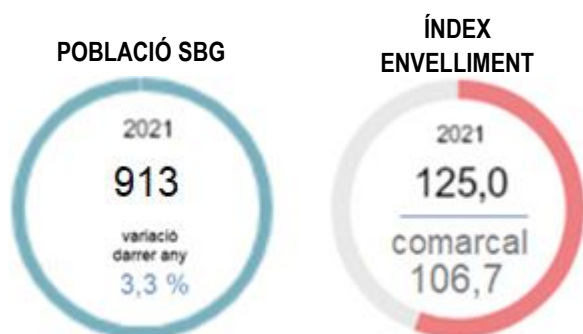 POBLACIÓ SBG
2021
913
variació
darrer any
3,3 %
ÍNDEX
ENVELLIMENT
2021
125,0
comarcal
106,7